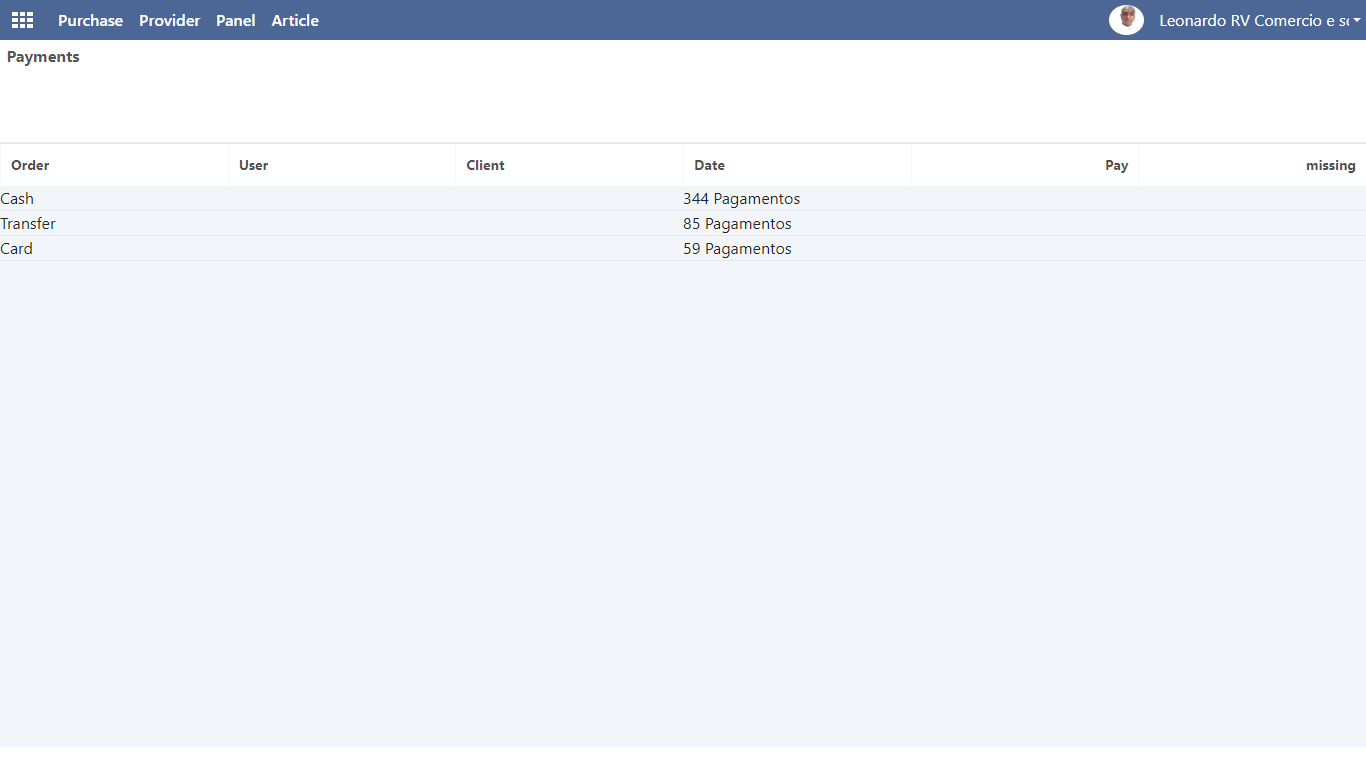 Purchase Provider Panel Article Leonardo RV Comercio e
Payments
Order User Client Date Pay missing
Cash 344 Pagamentos
Transfer 85 Pagamentos
Card 59 Pagamentos